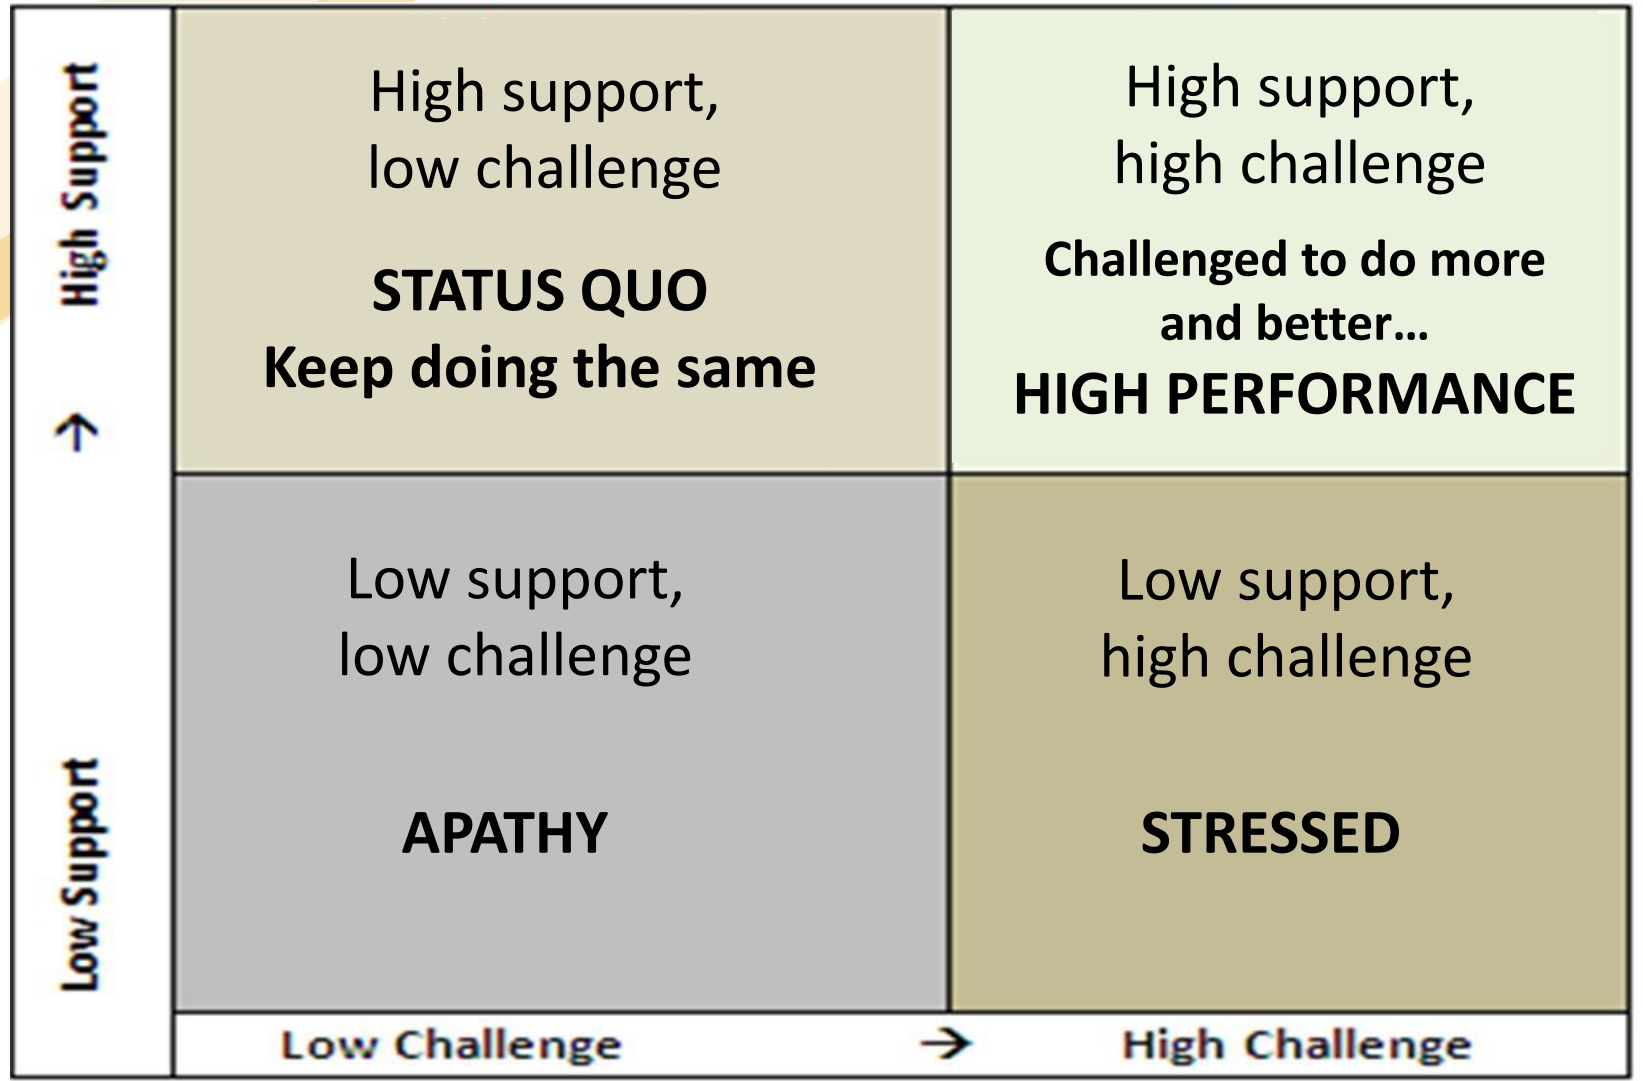 High Support
↑
Low Support
High support,
low challenge
STATUS QUO
Keep doing the same
High support,
high challenge
Challenged to do more
and better…
HIGH PERFORMANCE
Low support,
low challenge
APATHY
Low support,
high challenge
STRESSED
Low Challenge → High Challenge